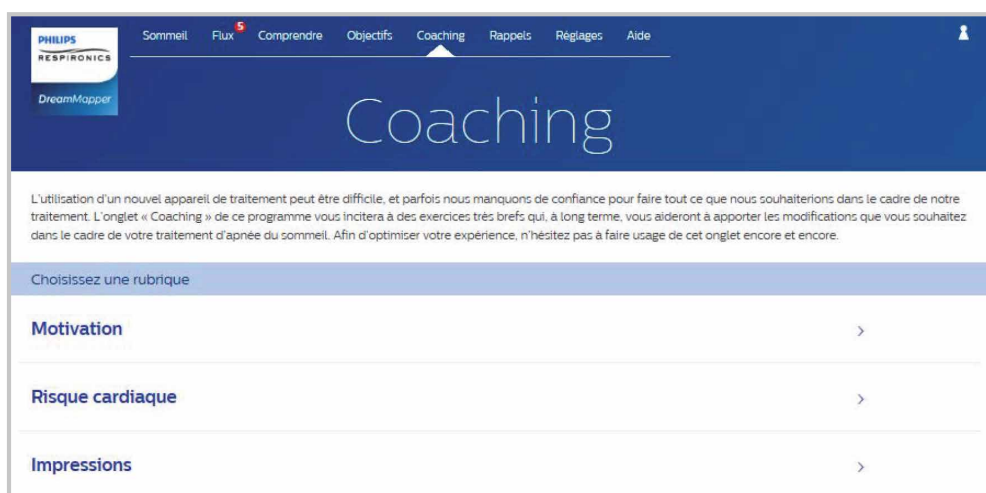 PHILIPS
RESPIRONICS
DreamMapper
Sommeil Flux 5 Comprendre Objectifs Coaching Rappels Réglages Aide
Coaching
L'utilisation d'un nouvel appareil de traitement peut être difficile, et parfois nous manquons de confiance pour faire tout ce que nous souhaiterions dans le cadre de notre
traitement. L'onglet « Coaching » de ce programme vous incitera à des exercices très brefs qui, à long terme, vous aideront à apporter les modifications que vous souhaitez
dans le cadre de votre traitement d'apnée du sommeil. Afin d'optimiser votre expérience, n'hésitez pas à faire usage de cet onglet encore et encore.
Choisissez une rubrique
Motivation
Risque cardiaque
Impressions